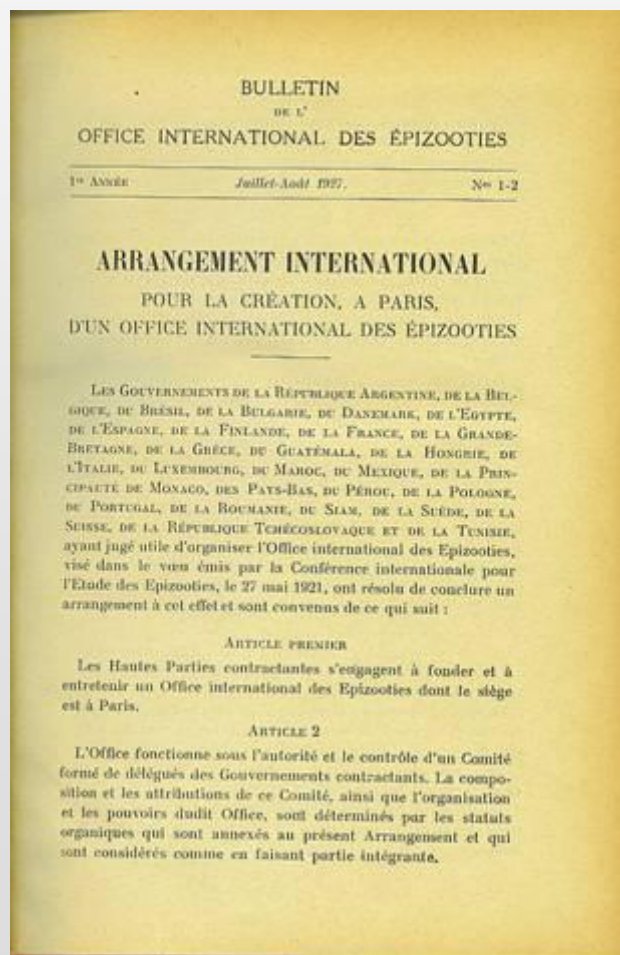 BULLETIN
DE L'
OFFICE INTERNATIONAL DES ÉPIZOOTIES
1re ANNÉE Juillet-Août 1927. Nos 1-2
ARRANGEMENT INTERNATIONAL
POUR LA CRÉATION, A PARIS,
D'UN OFFICE INTERNATIONAL DES ÉPIZOOTIES
LES GOUVERNEMENTS DE LA RÉPUBLIQUE ARGENTINE, DE LA BEL-
GIQUE, DU BRÉSIL, DE LA BULGARIE, DU DANEMARK, DE L'EGYPTE,
DE L'ESPAGNE, DE LA FINLANDE, DE LA FRANCE, DE LA GRANDE-
BRETAGNE, DE LA GRÈCE, DU GUATÉMALA, DE LA HONGRIE, DE
L'ITALIE, DU LUXEMBOURG, DU MAROC, DU MEXIQUE, DE LA PRIN-
CIPAUTÉ DE MONACO, DES PAYS-BAS, DU PÉROU, DE LA POLOGNE,
DU PORTUGAL, DE LA ROUMANIE, DU SIAM, DE LA SUÈDE, DE LA
SUISSE, DE LA RÉPUBLIQUE TCHÉCOSLOVAQUE ET DE LA TUNISIE,
ayant jugé utile d'organiser l'Office international des Epizooties,
visé dans le vœu émis par la Conférence internationale pour
l'Etude des Epizooties, le 27 mai 1921, ont résolu de conclure un
arrangement à cet effet et sont convenus de ce qui suit :
ARTICLE PREMIER
Les Hautes Parties contractantes s'engagent à fonder et à
entretenir un Office international des Epizooties dont le siège
est à Paris.
ARTICLE 2
L'Office fonctionne sous l'autorité et le contrôle d'un Comité
formé de délégués des Gouvernements contractants. La compo-
sition et les attributions de ce Comité, ainsi que l'organisation
et les pouvoirs dudit Office, sont déterminés par les statuts
organiques qui sont annexés au présent Arrangement et qui
sont considérés comme en faisant partie intégrante.